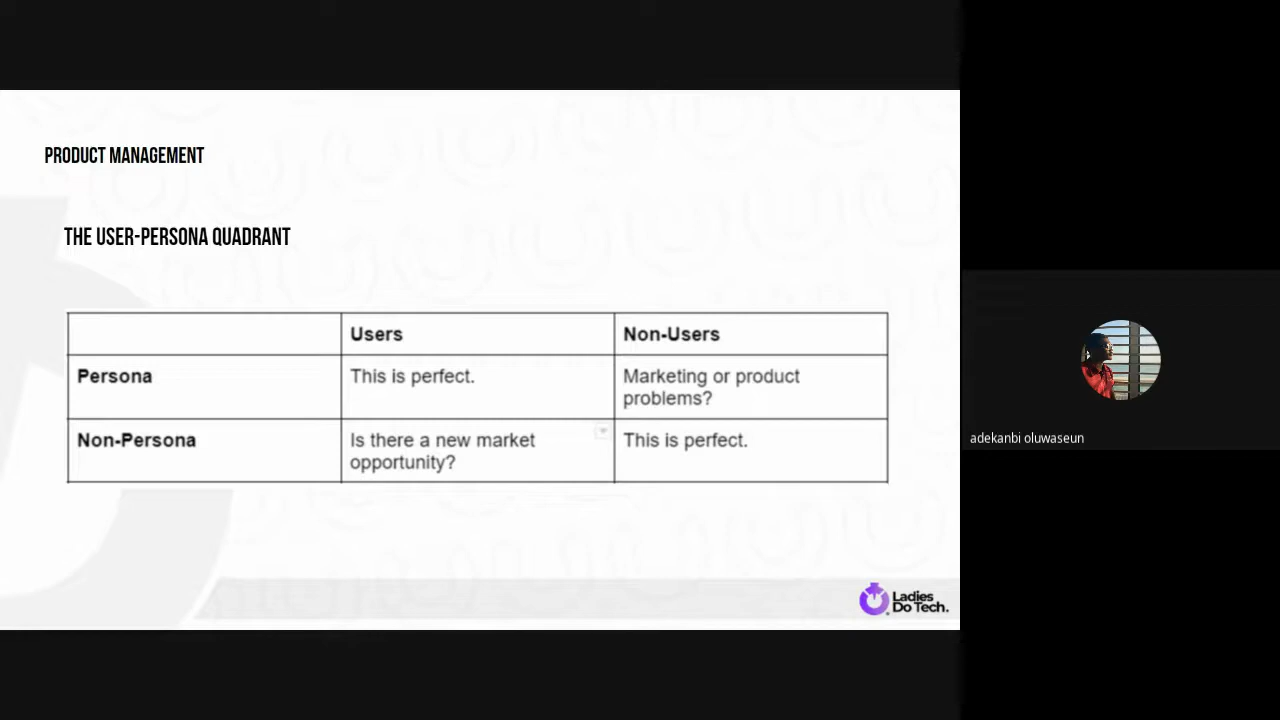 PRODUCT MANAGEMENT
THE USER-PERSONA QUADRANT
Users Non-Users
Persona This is perfect. Marketing or product
problems?
Non-Persona Is there a new market This is perfect.
opportunity?
adekanbi oluwaseun
Ladies
Do Tech.